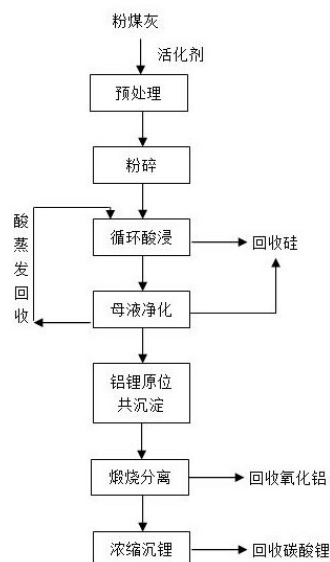 粉煤灰
活化剂
预处理
粉碎
酸蒸发回收
循环酸浸
回收硅
母液净化
铝锂原位
共沉淀
煅烧分离
回收氧化铝
浓缩沉锂
回收碳酸锂